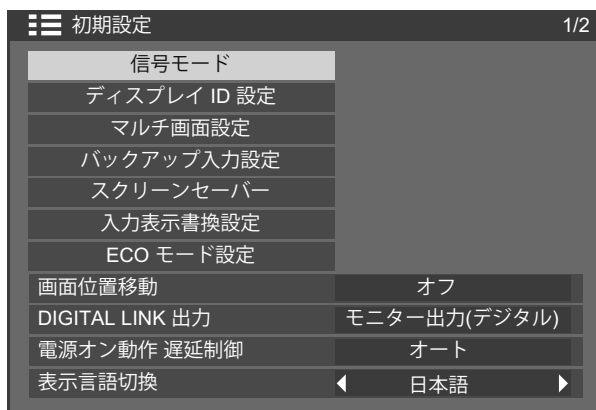 初期設定 1/2
信号モード
ディスプレイ ID 設定
マルチ画面設定
バックアップ入力設定
スクリーンセーバー
入力表示書換設定
ECO モード設定
画面位置移動 オフ
DIGITAL LINK 出力 モニター出力(デジタル)
電源オン動作 遅延制御 オート
表示言語切換 日本語